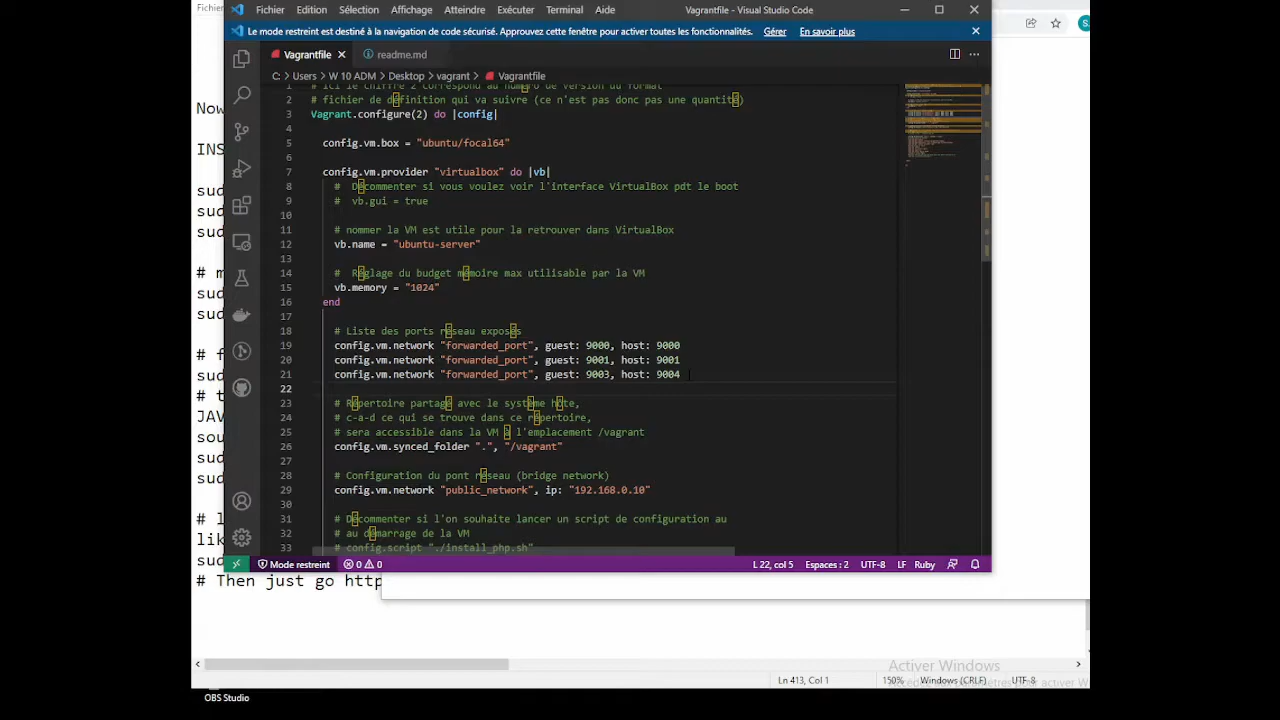 Fichier
Fichier Edition Sélection Affichage Atteindre Exécuter Terminal Aide
Vagrantfile - Visual Studio Code
Le mode restreint est destiné à la navigation de code sécurisé. Approuvez cette fenêtre pour activer toutes les fonctionnalités. Gérer En savoir plus
Vagrantfile
readme.md
C: > Users > W 10 ADM > Desktop > vagrant > Vagrantfile
1 # Ici le chiffre 2 correspond au numéro de version du format
2 # fichier de définition qui va suivre (ce n'est pas donc pas une quantité)
3 Vagrant.configure(2) do |config|
4
5 config.vm.box = "ubuntu/focal64"
6
7 config.vm.provider "virtualbox" do |vb|
8 # Décommenter si vous voulez voir l'interface VirtualBox pdt le boot
9 # vb.gui = true
10
11 # nommer la VM est utile pour la retrouver dans VirtualBox
12 vb.name = "ubuntu-server"
13
14 # Réglage du budget mémoire max utilisable par la VM
15 vb.memory = "1024"
16 end
17
18 # Liste des ports réseau exposés
19 config.vm.network "forwarded_port", guest: 9000, host: 9000
20 config.vm.network "forwarded_port", guest: 9001, host: 9001
21 config.vm.network "forwarded_port", guest: 9003, host: 9004
22
23 # Répertoire partagé avec le système hôte,
24 # c-a-d ce qui se trouve dans ce répertoire,
25 # sera accessible dans la VM à l'emplacement /vagrant
26 config.vm.synced_folder ".", "/vagrant"
27
28 # Configuration du pont réseau (bridge network)
29 config.vm.network "public_network", ip: "192.168.0.10"
30
31 # Décommenter si l'on souhaite lancer un script de configuration au
32 # au démarrage de la VM
33 # config.script "./install_php.sh"
Mode restreint 0 0
L 22, col 5 Espaces : 2 UTF-8 LF Ruby
Now
INS
sud
sud
sud
# m
sud
sud
# f
sud
# t
JAV
sou
sud
sud
# l
lik
sud
# Then just go http
Activer Windows
Ln 413, Col 1 150% Windows (CRLF) UTF-8
OBS Studio